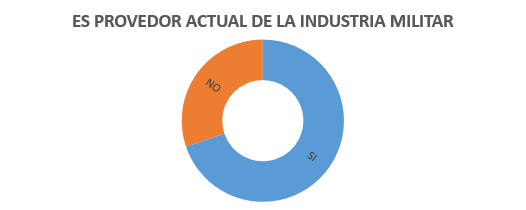 ES PROVEDOR ACTUAL DE LA INDUSTRIA MILITAR
NO
SI